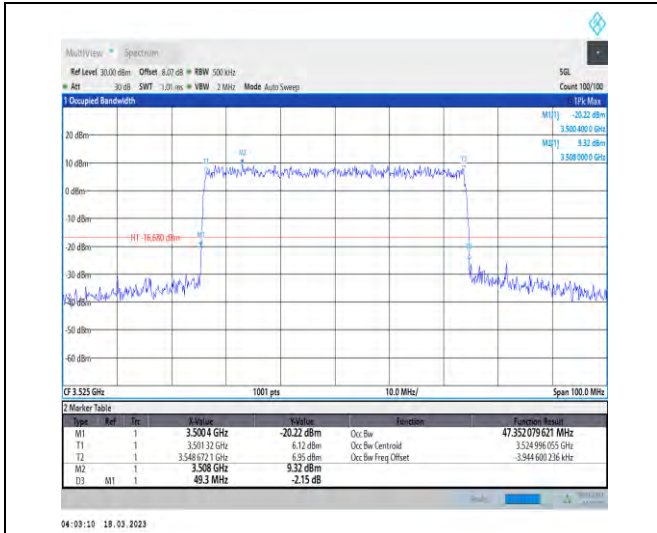 MultiView Spectrum
Ref Level 30.00 dBm Offset 8.07 dB RBW 500 kHz SGL
Att 30 dB SWT 1.01 ms VBW 2 MHz Mode Auto Sweep Count 100/100
1 Occupied Bandwidth 1Pk Max
M1[1] -20.22 dBm
3.500 400 0 GHz
M2[1] 9.32 dBm
3.508 000 0 GHz
20 dBm
M2
T1 T2
10 dBm
0 dBm
-10 dBm
H1 -16.680 dBm M1
-20 dBm
-30 dBm
-40 dBm
-50 dBm
-60 dBm
CF 3.525 GHz 1001 pts 10.0 MHz/ Span 100.0 MHz
2 Marker Table
Type Ref Trc X-Value Y-Value Function Function Result
M1 1 3.500 4 GHz -20.22 dBm Occ Bw 47.352 079 621 MHz
T1 1 3.501 32 GHz 6.12 dBm Occ Bw Centroid 3.524 996 055 GHz
T2 1 3.548 672 1 GHz 6.95 dBm Occ Bw Freq Offset -3.944 600 236 kHz
M2 1 3.508 GHz 9.32 dBm
D3 M1 1 49.3 MHz -2.15 dB
04:03:10 18.03.2023